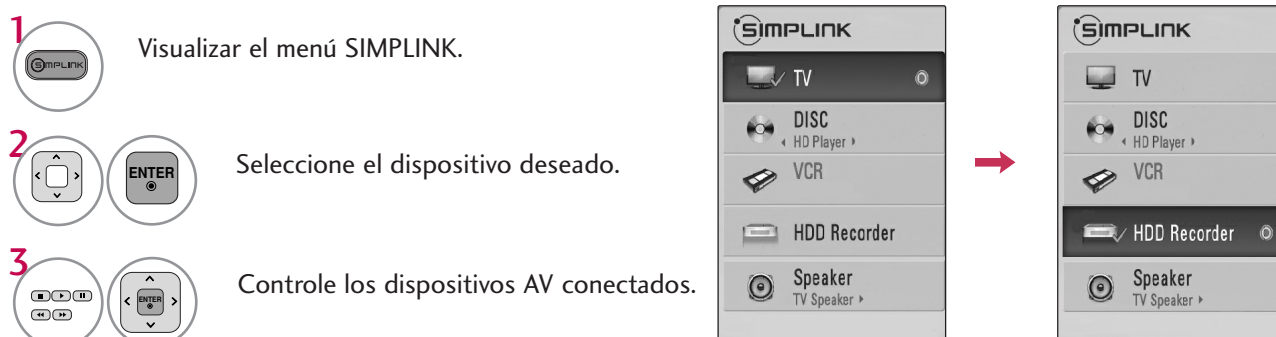 1
SIMPLINK
Visualizar el menú SIMPLINK.
2
ENTER
Seleccione el dispositivo deseado.
3
ENTER
Controle los dispositivos AV conectados.
SIMPLINK
TV
DISC
HD Player
VCR
HDD Recorder
Speaker
TV Speaker
SIMPLINK
TV
DISC
HD Player
VCR
HDD Recorder
Speaker
TV Speaker